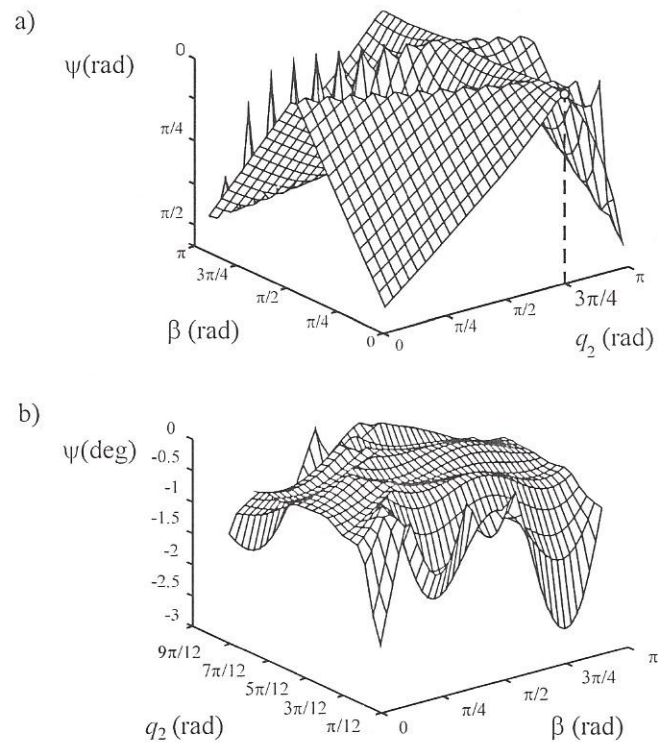 a)
0
ψ(rad)
π/4
π/2
π
3π/4
π/2
π/4
0
β (rad)
0
π/4
π/2
3π/4
π
q2 (rad)
b)
0
ψ(deg)
-0.5
-1
-1.5
-2
-2.5
-3
9π/12
7π/12
5π/12
3π/12
π/12
q2 (rad)
0
π/4
π/2
3π/4
π
β (rad)